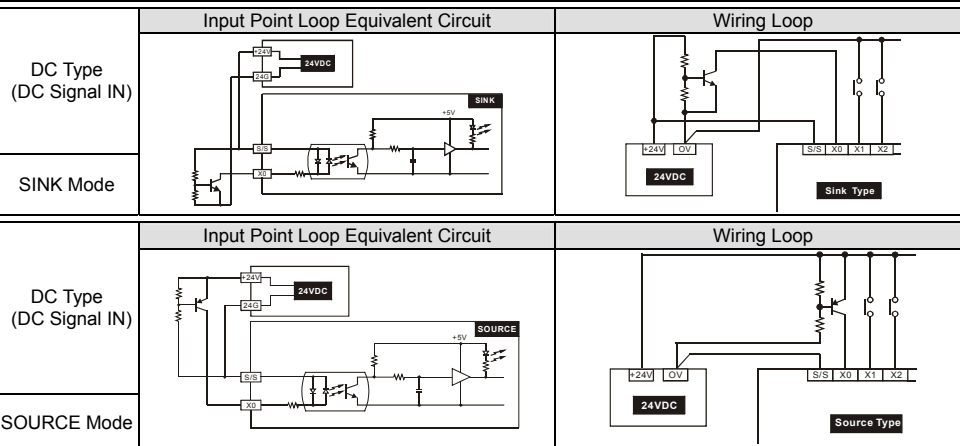 Input Point Loop Equivalent Circuit
Wiring Loop
DC Type
(DC Signal IN)
SINK Mode
+24V
24G
24VDC
SINK
+5V
S/S
X0
+24V
OV
24VDC
S/S
X0
X1
X2
Sink Type
Input Point Loop Equivalent Circuit
Wiring Loop
DC Type
(DC Signal IN)
SOURCE Mode
+24V
24G
24VDC
SOURCE
+5V
S/S
X0
+24V
OV
24VDC
S/S
X0
X1
X2
Source Type